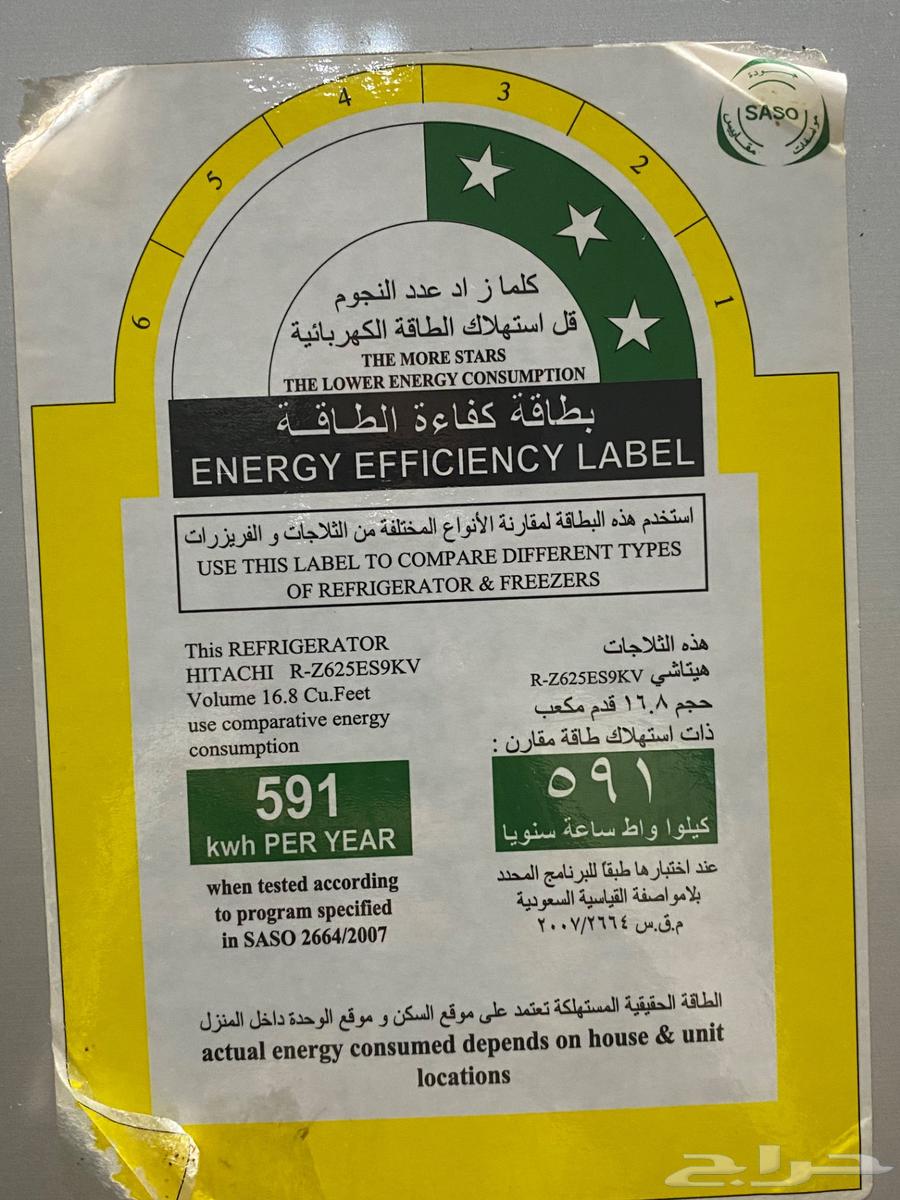 جودة
SASO
مقاييس
مواصفات
1
2
3
4
5
6
كلما ز اد عدد النجوم
قل استهلاك الطاقة الكهربائية
THE MORE STARS
THE LOWER ENERGY CONSUMPTION
بطاقة كفاءة الطاقـــة
ENERGY EFFICIENCY LABEL
استخدم هذه البطاقة لمقارنة الأنواع المختلفة من الثلاجات و الفريزرات
USE THIS LABEL TO COMPARE DIFFERENT TYPES
OF REFRIGERATOR & FREEZERS
This REFRIGERATOR
HITACHI R-Z625ES9KV
Volume 16.8 Cu.Feet
use comparative energy
consumption
591
kwh PER YEAR
when tested according
to program specified
in SASO 2664/2007
هذه الثلاجات
هيتاشي R-Z625ES9KV
حجم ١٦.٨ قدم مكعب
ذات استهلاك طاقة مقارن :
٥٩١
كيلوا واط ساعة سنويا
عند اختبارها طبقاً للبرنامج المحدد
بلامواصفة القياسية السعودية
م.ق.س ٢٠٠٧/٢٦٦٤
الطاقة الحقيقية المستهلكة تعتمد على موقع السكن و موقع الوحدة داخل المنزل
actual energy consumed depends on house & unit
locations
حراج